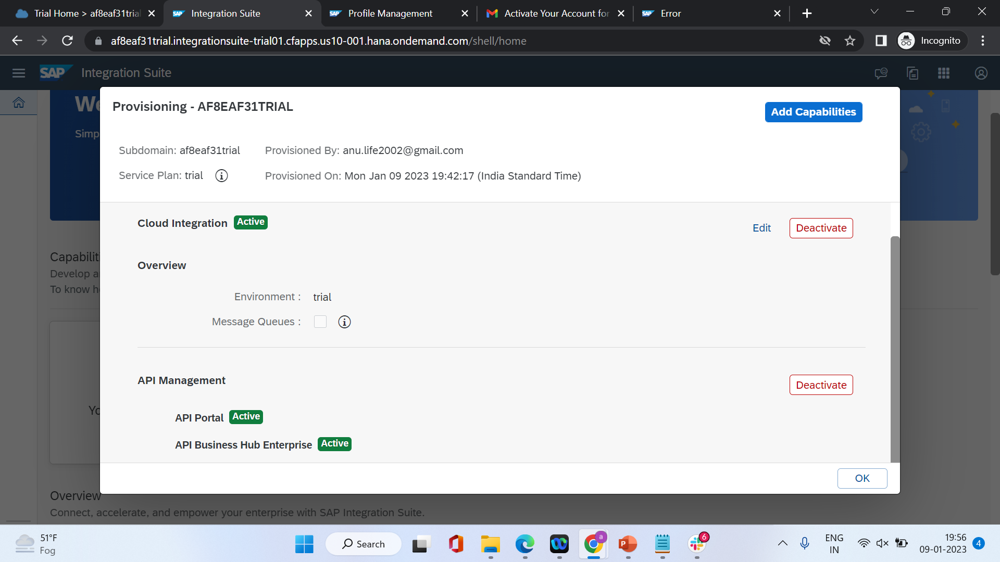 Trial Home > af8eaf31trial
Integration Suite
Profile Management
Activate Your Account for
Error
af8eaf31trial.integrationsuite-trial01.cfapps.us10-001.hana.ondemand.com/shell/home
Incognito
SAP
Integration Suite
Provisioning - AF8EAF31TRIAL
Add Capabilities
Subdomain: af8eaf31trial
Provisioned By: anu.life2002@gmail.com
Service Plan: trial
Provisioned On: Mon Jan 09 2023 19:42:17 (India Standard Time)
Cloud Integration Active
Edit
Deactivate
Overview
Environment : trial
Message Queues :
API Management
Deactivate
API Portal Active
API Business Hub Enterprise Active
OK
Develop
To know
Overview
Connect, accelerate, and empower your enterprise with SAP Integration Suite.
51°F
Fog
Search
a
6
ENG
IN
19:56
09-01-2023
4